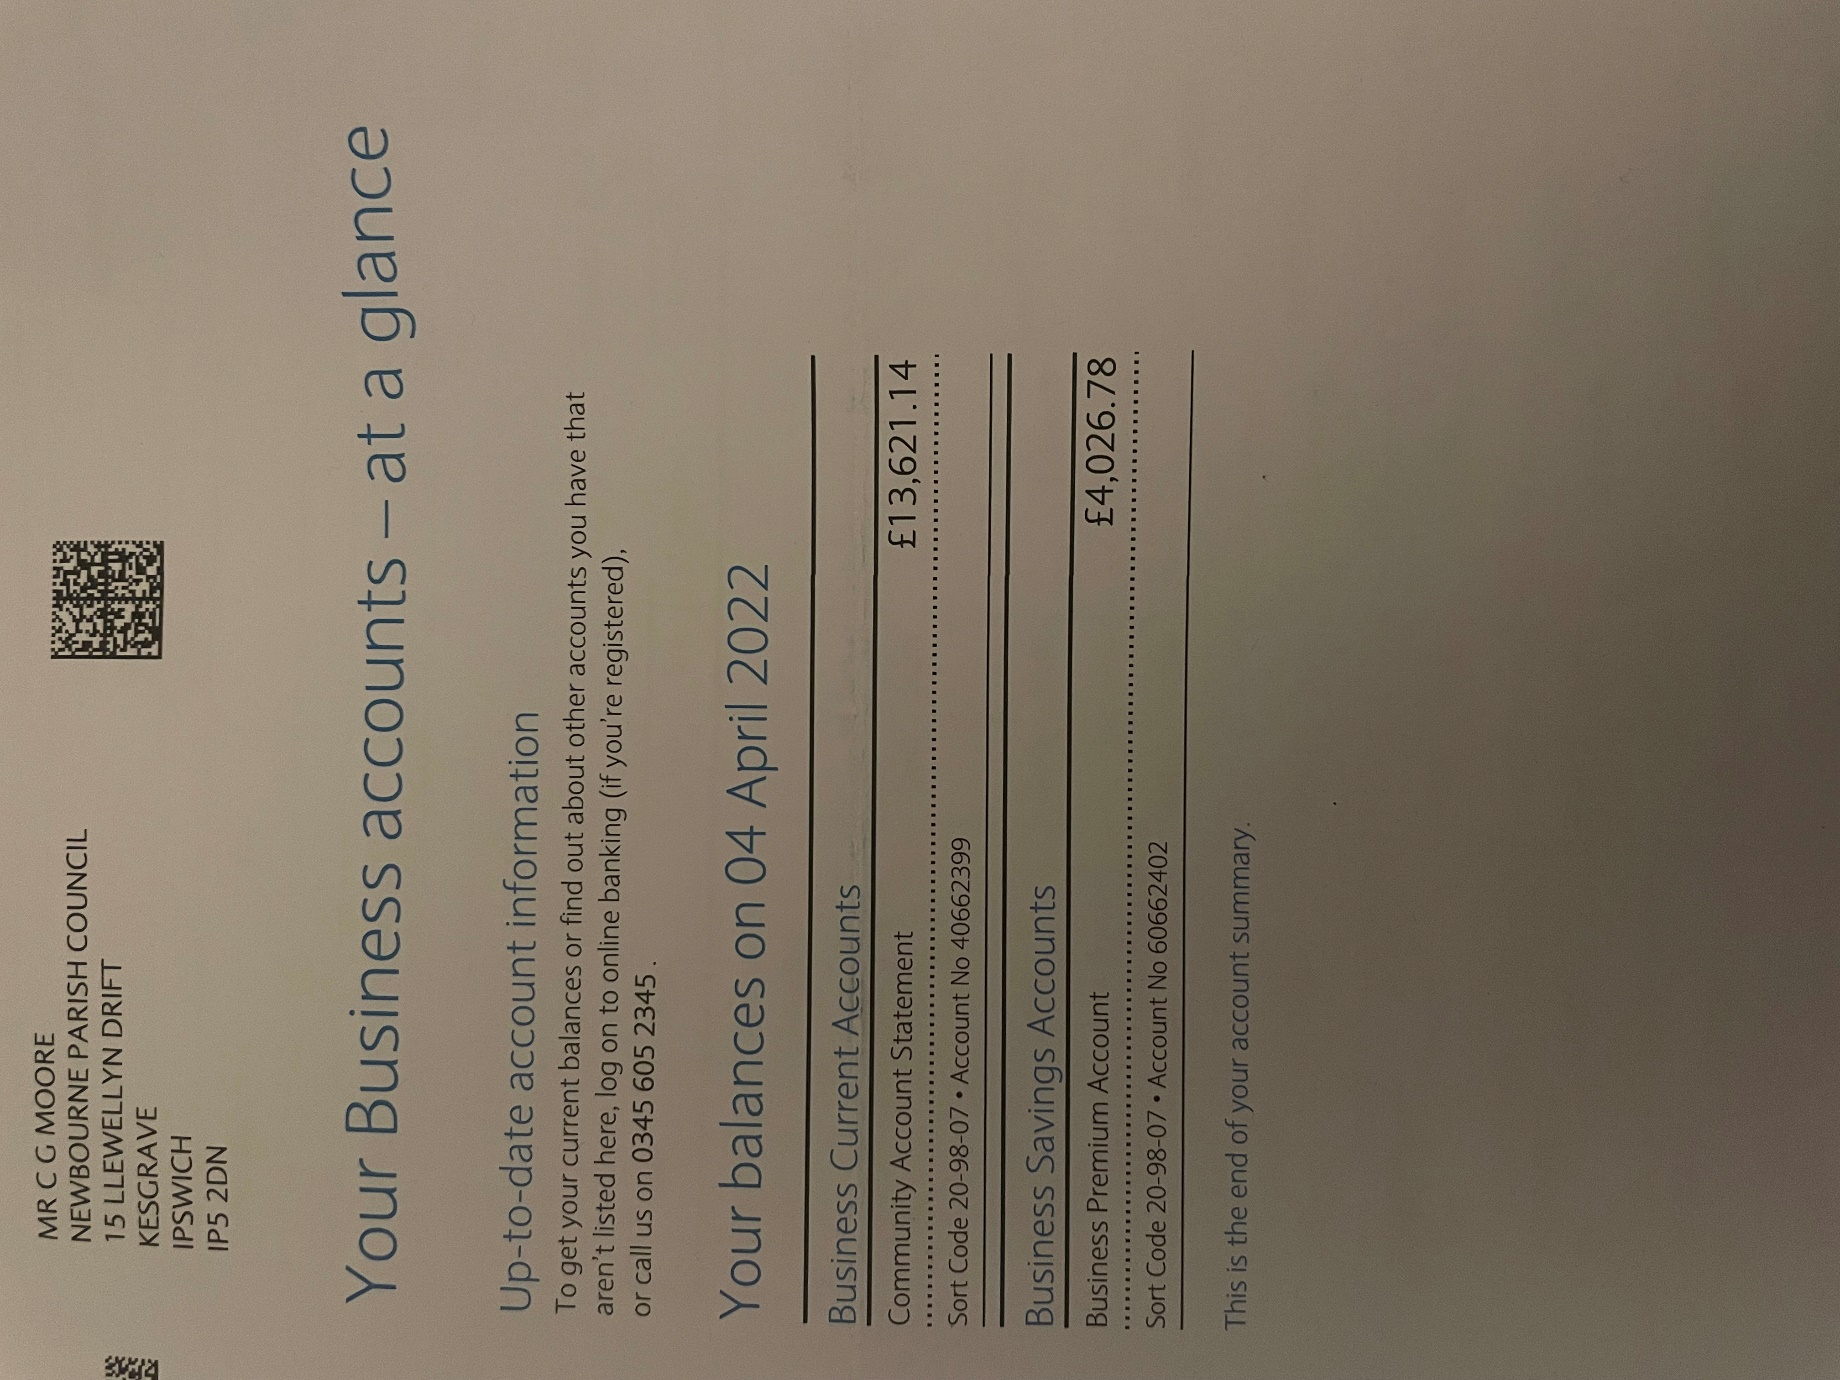 MR C G MOORE
NEWBOURNE PARISH COUNCIL
15 LLEWELLYN DRIFT
KESGRAVE
IPSWICH
IP5 2DN
Your Business accounts – at a glance
Up-to-date account information
To get your current balances or find out about other accounts you have that
aren't listed here, log on to online banking (if you're registered),
or call us on 0345 605 2345 .
Your balances on 04 April 2022
Business Current Accounts
Community Account Statement £13,621.14
Sort Code 20-98-07 • Account No 40662399
Business Savings Accounts
Business Premium Account £4,026.78
Sort Code 20-98-07 • Account No 60662402
This is the end of your account summary.